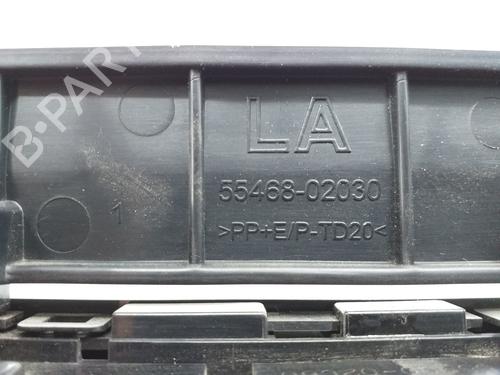 B-PARTS
LA
55468-02030
1
>PP+E/P-TD20<